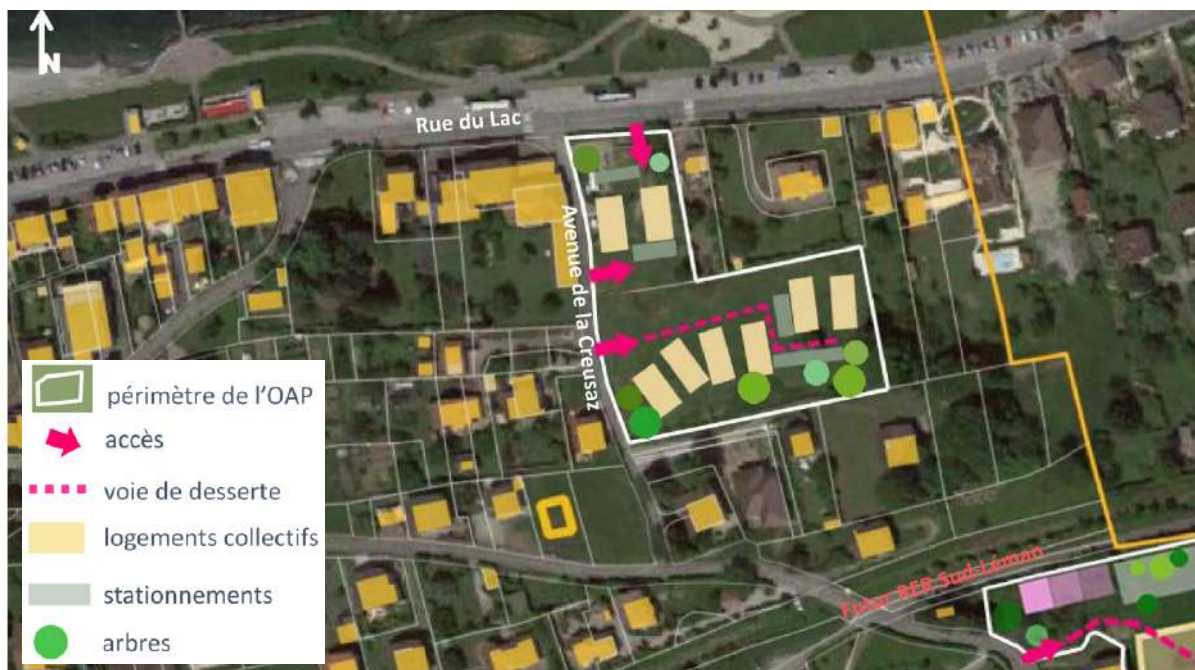 N
Rue du Lac
Avenue de la Creusaz
périmètre de l'OAP
accès
voie de desserte
logements collectifs
stationnements
arbres
Futur RER Sud-Léman